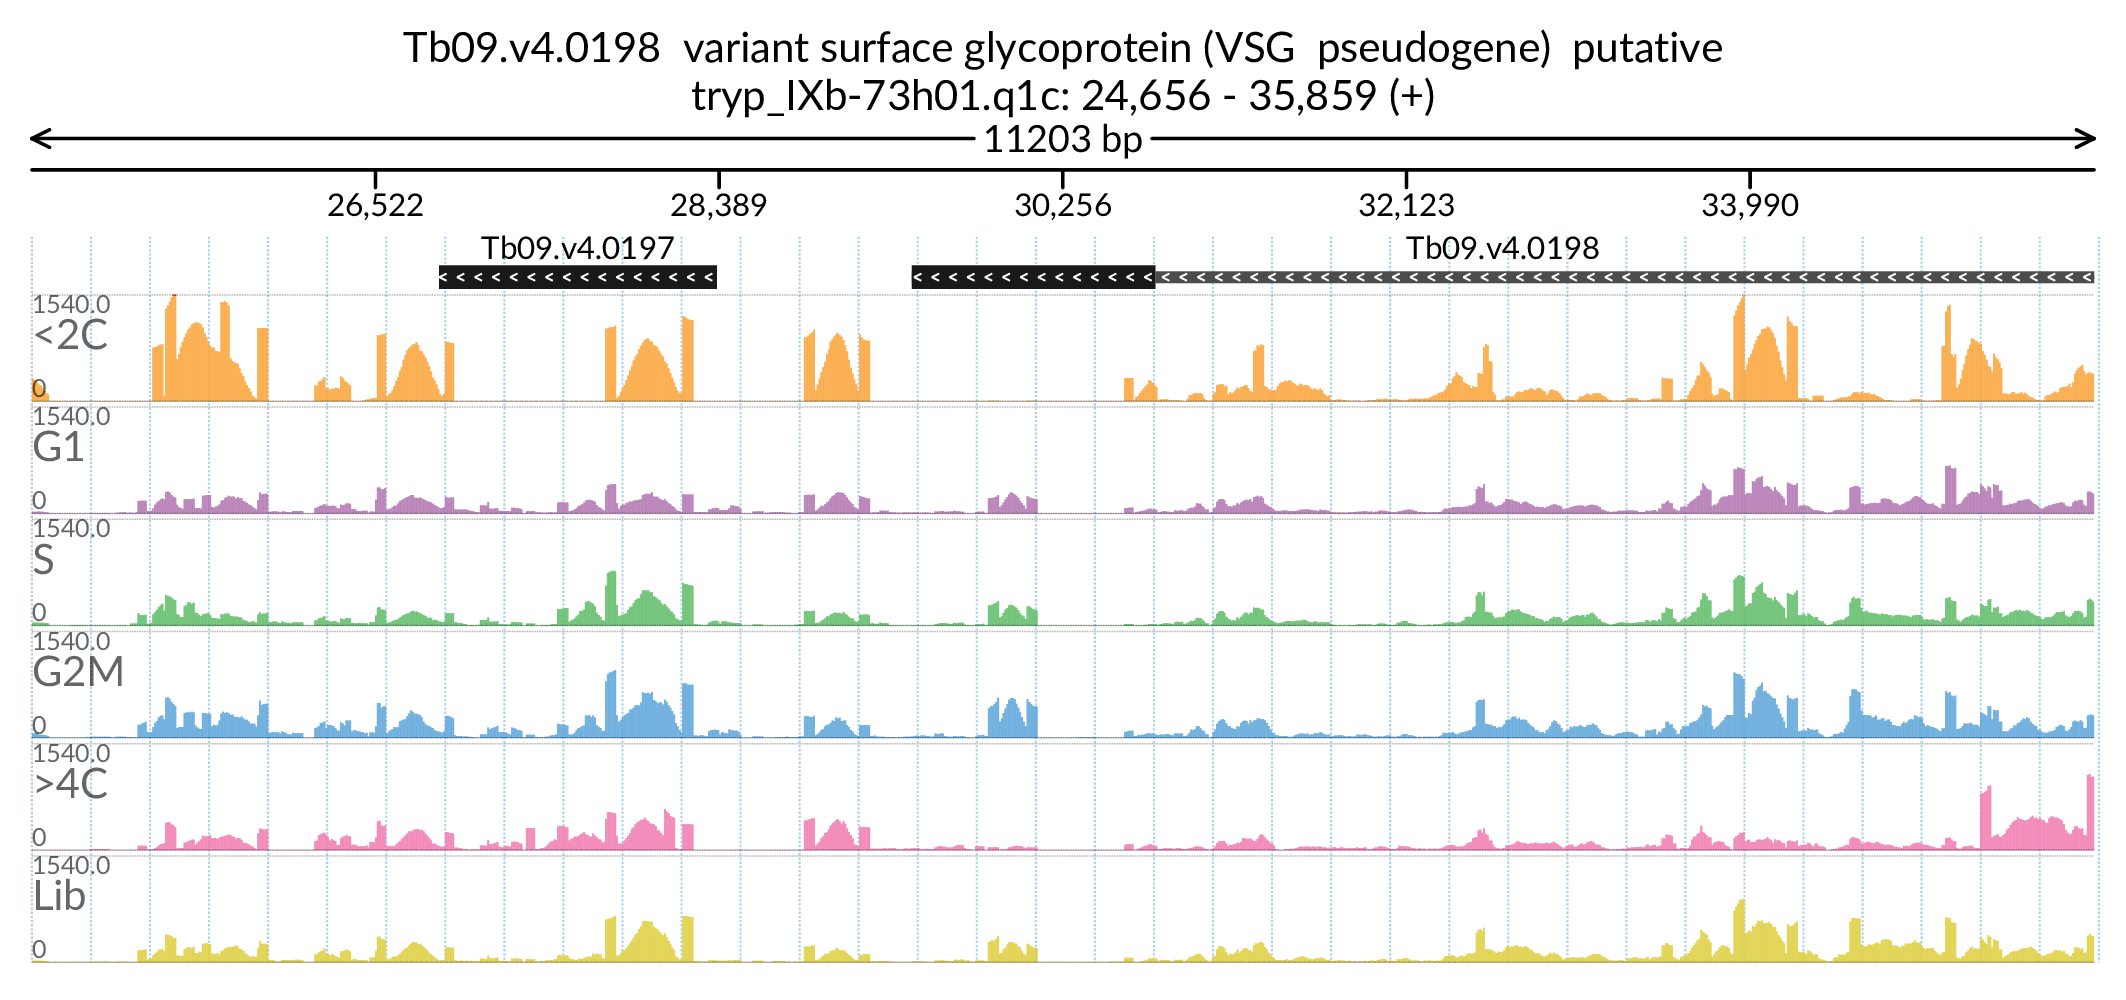 Tb09.v4.0198  variant surface glycoprotein (VSG  pseudogene)  putative
tryp_IXb-73h01.q1c: 24,656 - 35,859 (+)
11203 bp
26,522 28,389 30,256 32,123 33,990
Tb09.v4.0197 Tb09.v4.0198
1540.0
<2C
0
1540.0
G1
0
1540.0
S
0
1540.0
G2M
0
1540.0
>4C
0
1540.0
Lib
0